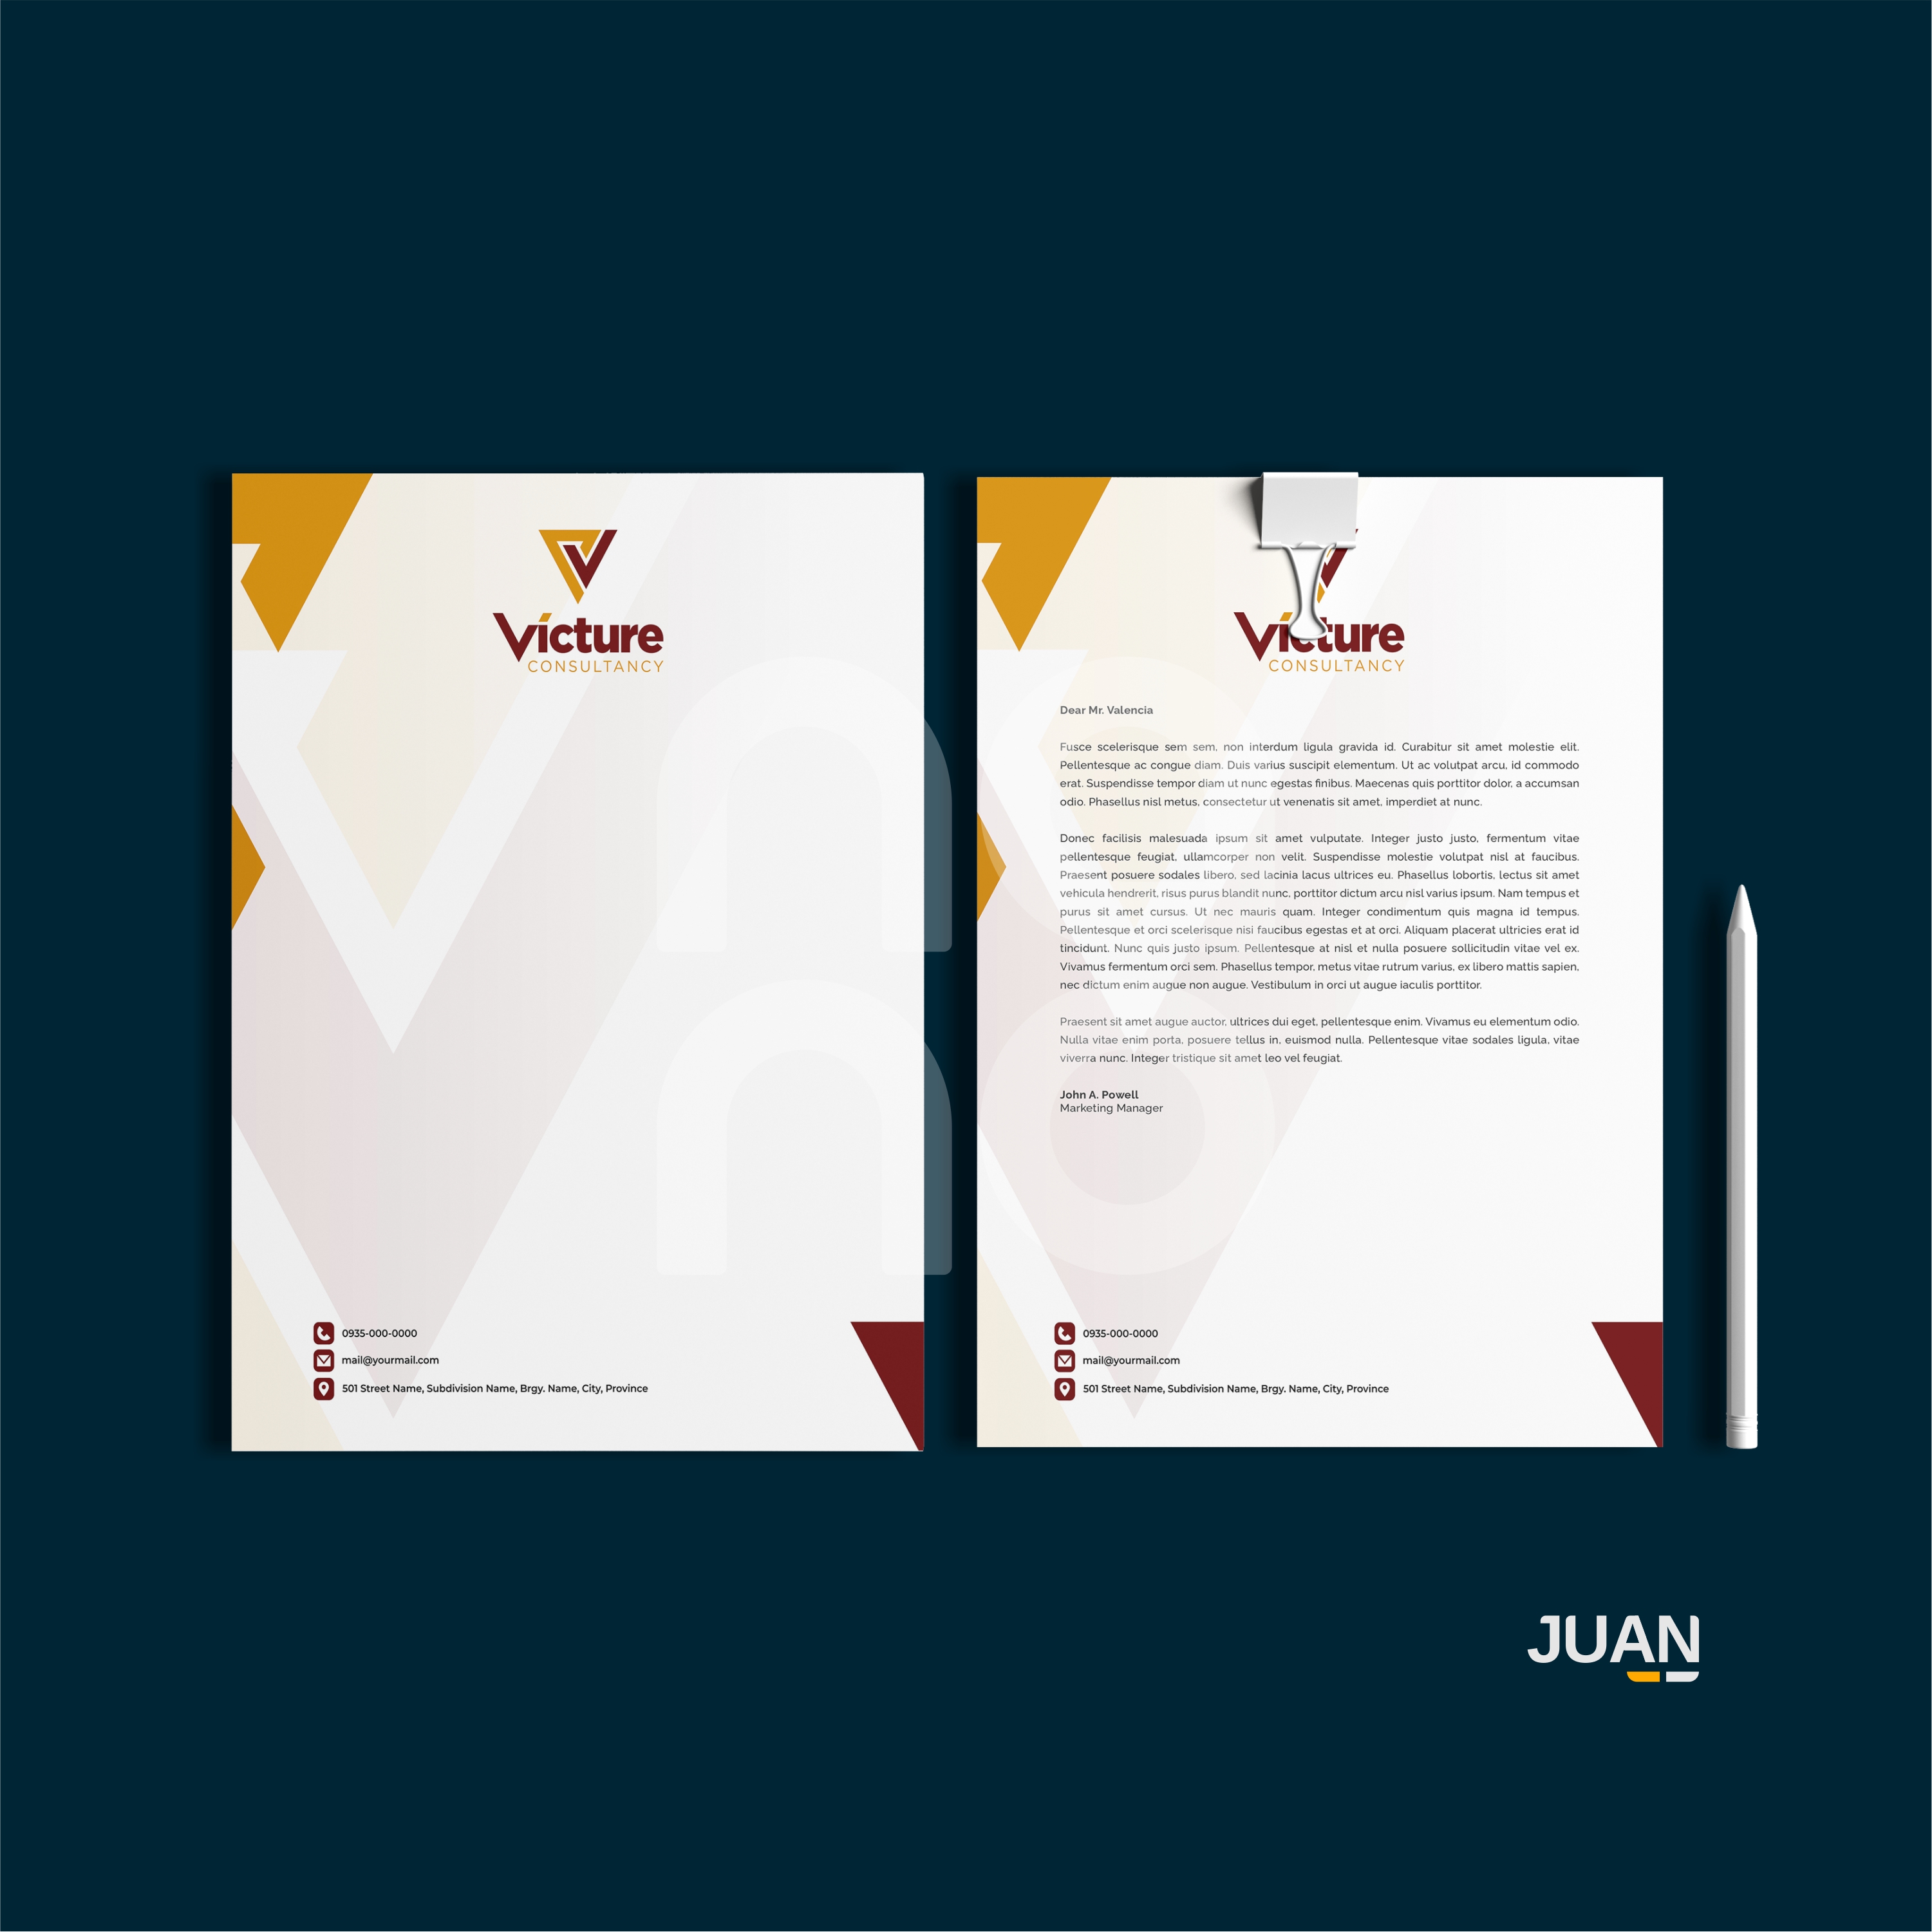 Victure
CONSULTANCY
0935-000-0000
mail@yourmail.com
501 Street Name, Subdivision Name, Brgy. Name, City, Province
Victure
CONSULTANCY
Dear Mr. Valencia
Fusce scelerisque sem sem, non interdum ligula gravida id. Curabitur sit amet molestie elit.
Pellentesque ac congue diam. Duis varius suscipit elementum. Ut ac volutpat arcu, id commodo
erat. Suspendisse tempor diam ut nunc egestas finibus. Maecenas quis porttitor dolor, a accumsan
odio. Phasellus nisl metus, consectetur ut venenatis sit amet, imperdiet at nunc.
Donec facilisis malesuada ipsum sit amet vulputate. Integer justo justo, fermentum vitae
pellentesque feugiat, ullamcorper non velit. Suspendisse molestie volutpat nisl at faucibus.
Praesent posuere sodales libero, sed lacinia lacus ultrices eu. Phasellus lobortis, lectus sit amet
vehicula hendrerit, risus purus blandit nunc, porttitor dictum arcu nisl varius ipsum. Nam tempus et
purus sit amet cursus. Ut nec mauris quam. Integer condimentum quis magna id tempus.
Pellentesque et orci scelerisque nisi faucibus egestas et at orci. Aliquam placerat ultricies erat id
tincidunt. Nunc quis justo ipsum. Pellentesque at nisl et nulla posuere sollicitudin vitae vel ex.
Vivamus fermentum orci sem. Phasellus tempor, metus vitae rutrum varius, ex libero mattis sapien,
nec dictum enim augue non augue. Vestibulum in orci ut augue iaculis porttitor.
Praesent sit amet augue auctor, ultrices dui eget, pellentesque enim. Vivamus eu elementum odio.
Nulla vitae enim porta, posuere tellus in, euismod nulla. Pellentesque vitae sodales ligula, vitae
viverra nunc. Integer tristique sit amet leo vel feugiat.
John A. Powell
Marketing Manager
0935-000-0000
mail@yourmail.com
501 Street Name, Subdivision Name, Brgy. Name, City, Province
JUAN